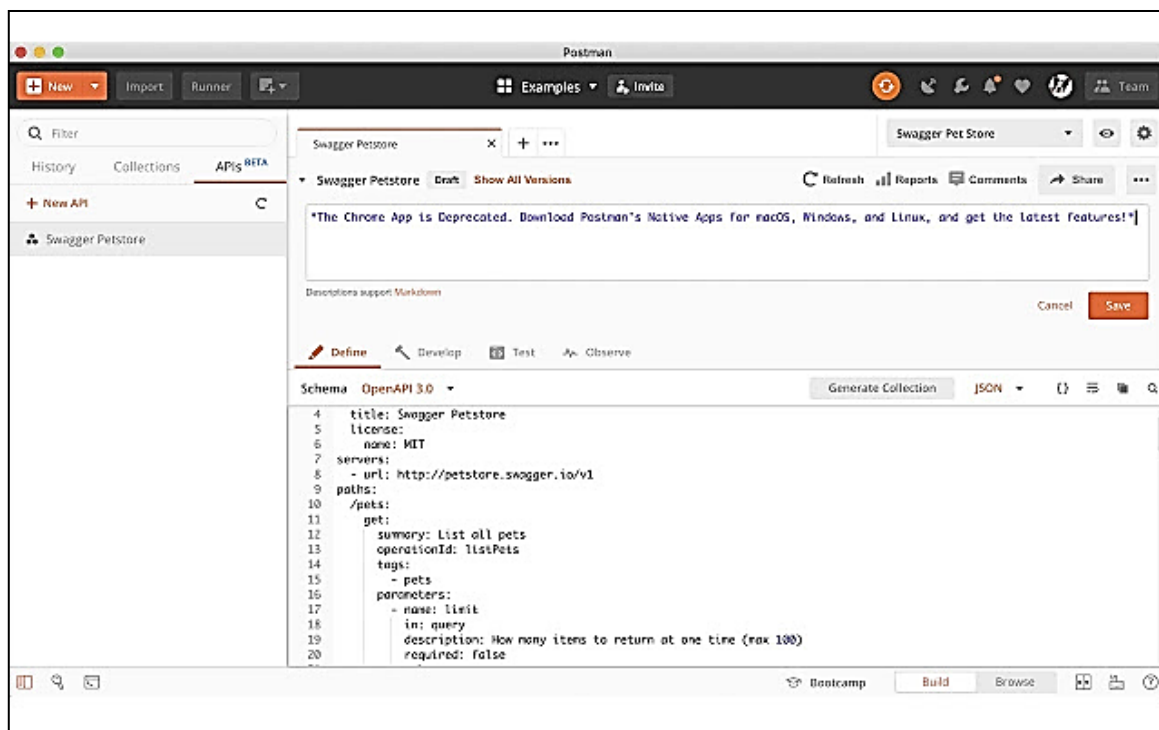 Postman
New Import Runner Examples Invite Team
Filter
History Collections APIs BETA
+ New API
Swagger Petstore
Swagger Petstore × + •••
Swagger Pet Store
Swagger Petstore Draft Show All Versions Refresh Reports Comments Share •••
*The Chrome App is Deprecated. Download Postman's Native Apps for macOS, Windows, and Linux, and get the latest features!*
Descriptions support Markdown
Cancel Save
Define Develop Test Observe
Schema OpenAPI 3.0 Generate Collection JSON {}
4 title: Swagger Petstore
5 license:
6 name: MIT
7 servers:
8 - url: http://petstore.swagger.io/v1
9 paths:
10 /pets:
11 get:
12 summary: List all pets
13 operationId: listPets
14 tags:
15 - pets
16 parameters:
17 - name: limit
18 in: query
19 description: How many items to return at one time (max 100)
20 required: false
Bootcamp Build Browse